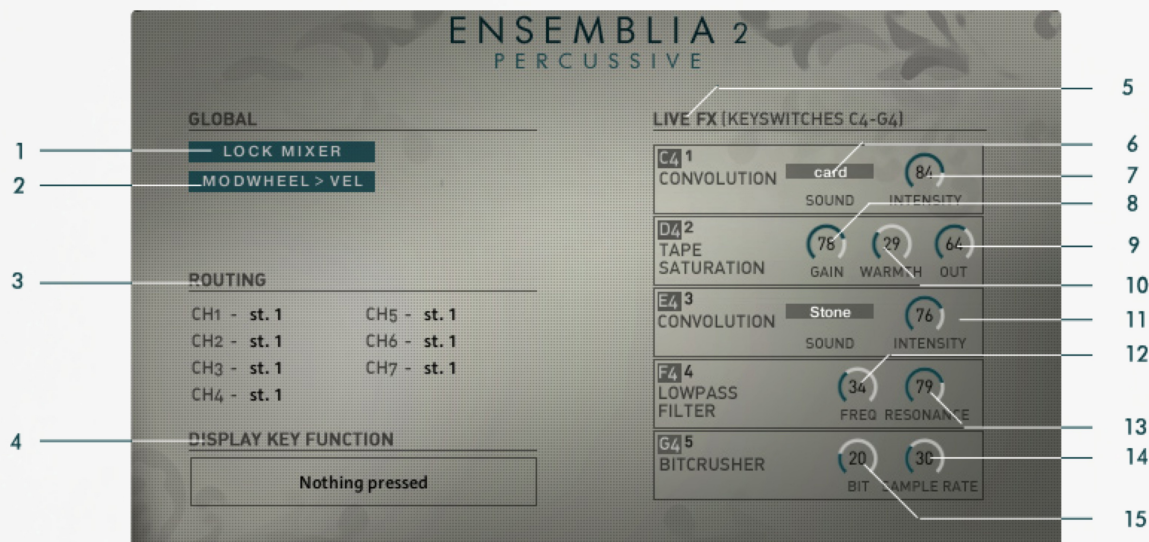 ENSEMBLIA 2
PERCUSSIVE
GLOBAL
LOCK MIXER
MODWHEEL > VEL
ROUTING
CH1 - st. 1
CH2 - st. 1
CH3 - st. 1
CH4 - st. 1
CH5 - st. 1
CH6 - st. 1
CH7 - st. 1
DISPLAY KEY FUNCTION
Nothing pressed
LIVE FX (KEYSWITCHES C4-G4)
C4 1
CONVOLUTION
card
SOUND
84
INTENSITY
D4 2
TAPE
SATURATION
78
GAIN
29
WARMTH
64
OUT
E4 3
CONVOLUTION
Stone
SOUND
76
INTENSITY
F4 4
LOWPASS
FILTER
34
FREQ
79
RESONANCE
G4 5
BITCRUSHER
20
BIT
30
SAMPLE RATE
1
2
3
4
5
6
7
8
9
10
11
12
13
14
15